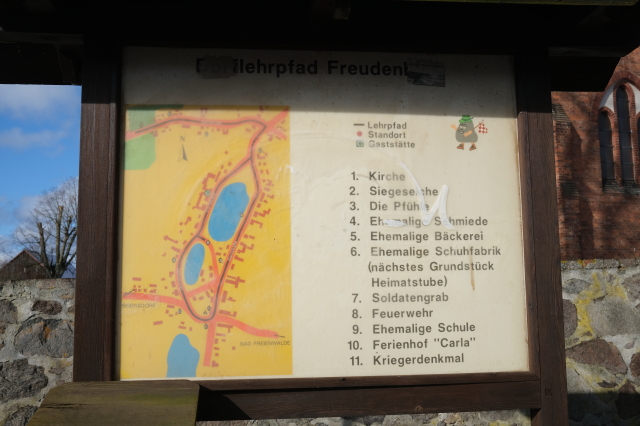 Dorflehrpfad Freuden
Lehrpfad
Standort
Gaststätte
1. Kirche
2. Siegeseiche
3. Die Pfühle
4. Ehemalige Schmiede
5. Ehemalige Bäckerei
6. Ehemalige Schuhfabrik
(nächstes Grundstück
Heimatstube)
7. Soldatengrab
8. Feuerwehr
9. Ehemalige Schule
10. Ferienhof "Carla"
11. Kriegerdenkmal
BAD FREIENWALDE